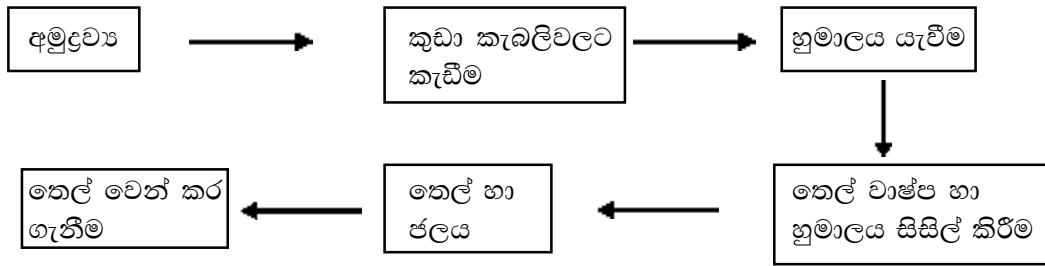 අමුද්‍රව්‍ය
කුඩා කැබලිවලට
කැඩීම
හුමාලය යැවීම
තෙල් වාෂ්ප හා
හුමාලය සිසිල් කිරීම
තෙල් හා
ජලය
තෙල් වෙන් කර
ගැනීම